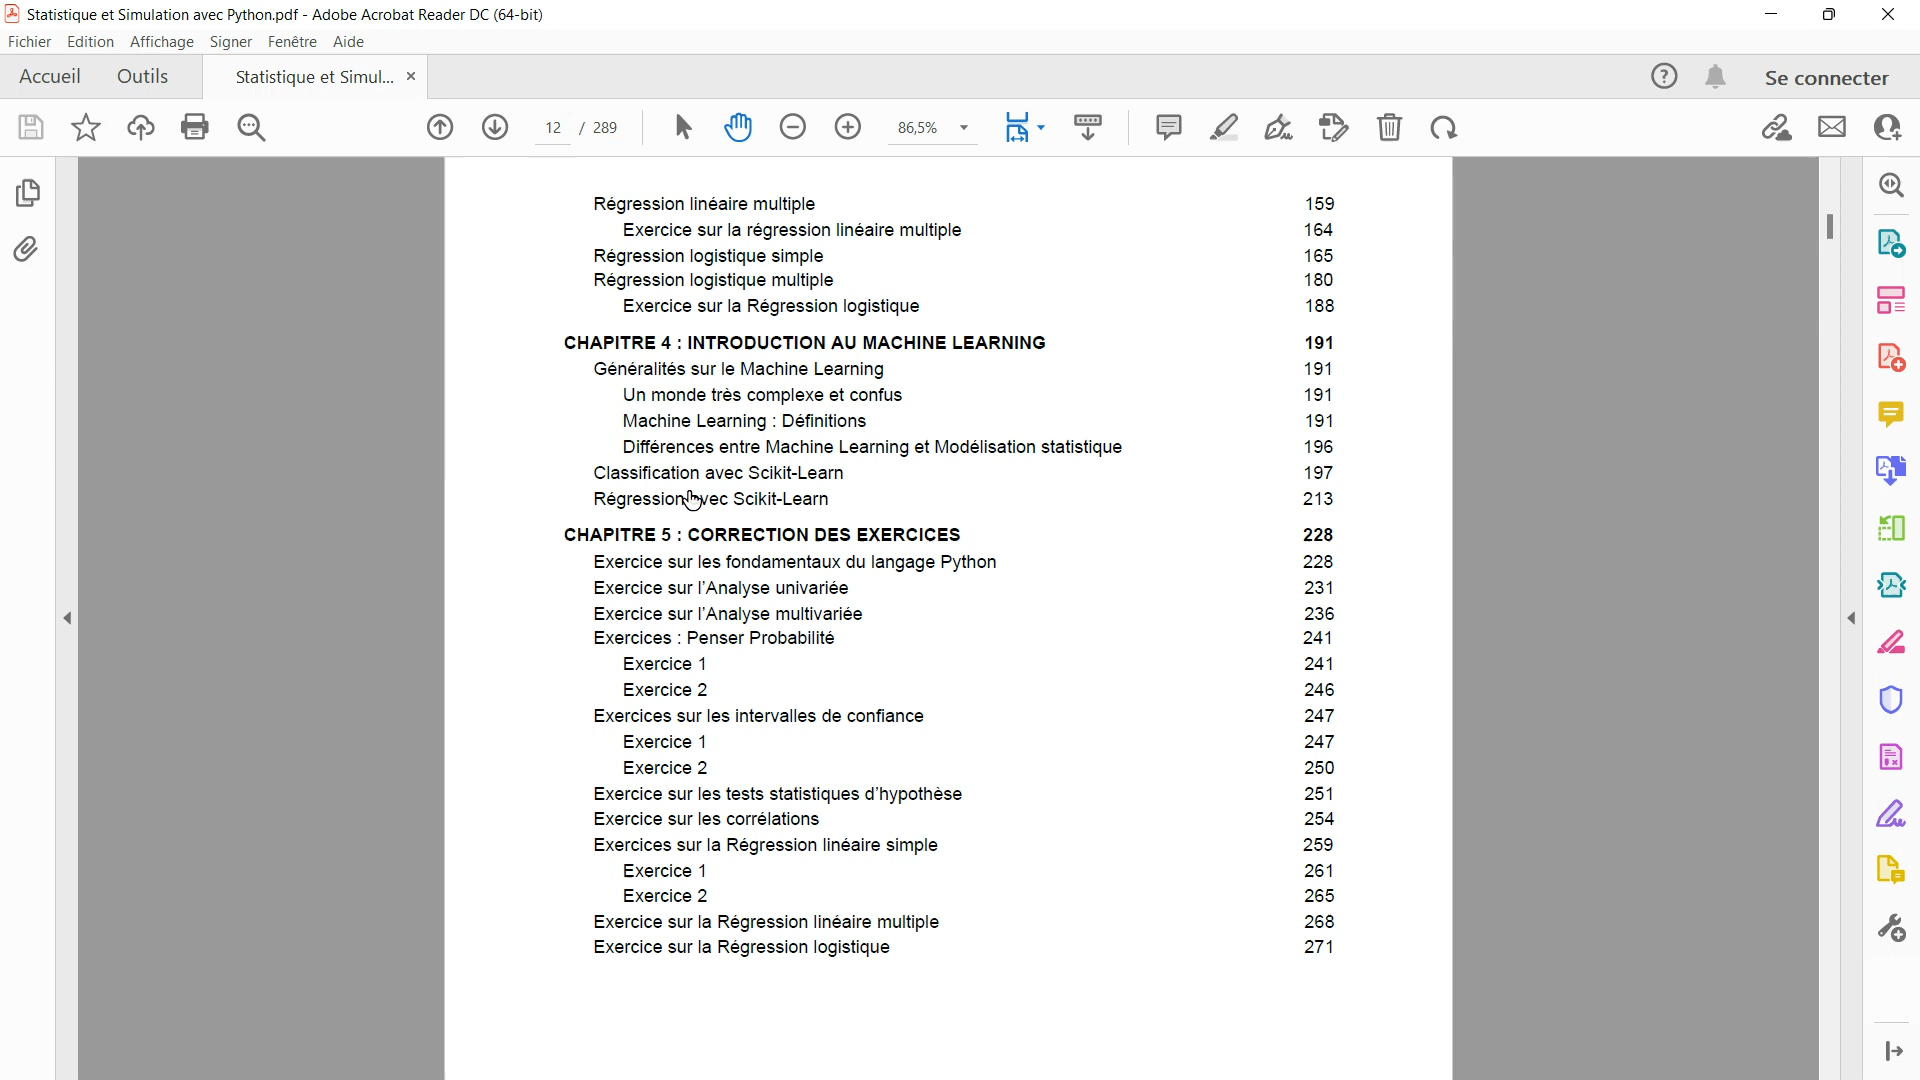 Statistique et Simulation avec Python.pdf - Adobe Acrobat Reader DC (64-bit)
Fichier Edition Affichage Signer Fenêtre Aide
Accueil Outils Statistique et Simul... × Se connecter
12 / 289 86,5%
Régression linéaire multiple 159
Exercice sur la régression linéaire multiple 164
Régression logistique simple 165
Régression logistique multiple 180
Exercice sur la Régression logistique 188
CHAPITRE 4 : INTRODUCTION AU MACHINE LEARNING 191
Généralités sur le Machine Learning 191
Un monde très complexe et confus 191
Machine Learning : Définitions 191
Différences entre Machine Learning et Modélisation statistique 196
Classification avec Scikit-Learn 197
Régression avec Scikit-Learn 213
CHAPITRE 5 : CORRECTION DES EXERCICES 228
Exercice sur les fondamentaux du langage Python 228
Exercice sur l'Analyse univariée 231
Exercice sur l'Analyse multivariée 236
Exercices : Penser Probabilité 241
Exercice 1 241
Exercice 2 246
Exercices sur les intervalles de confiance 247
Exercice 1 247
Exercice 2 250
Exercice sur les tests statistiques d'hypothèse 251
Exercice sur les corrélations 254
Exercices sur la Régression linéaire simple 259
Exercice 1 261
Exercice 2 265
Exercice sur la Régression linéaire multiple 268
Exercice sur la Régression logistique 271